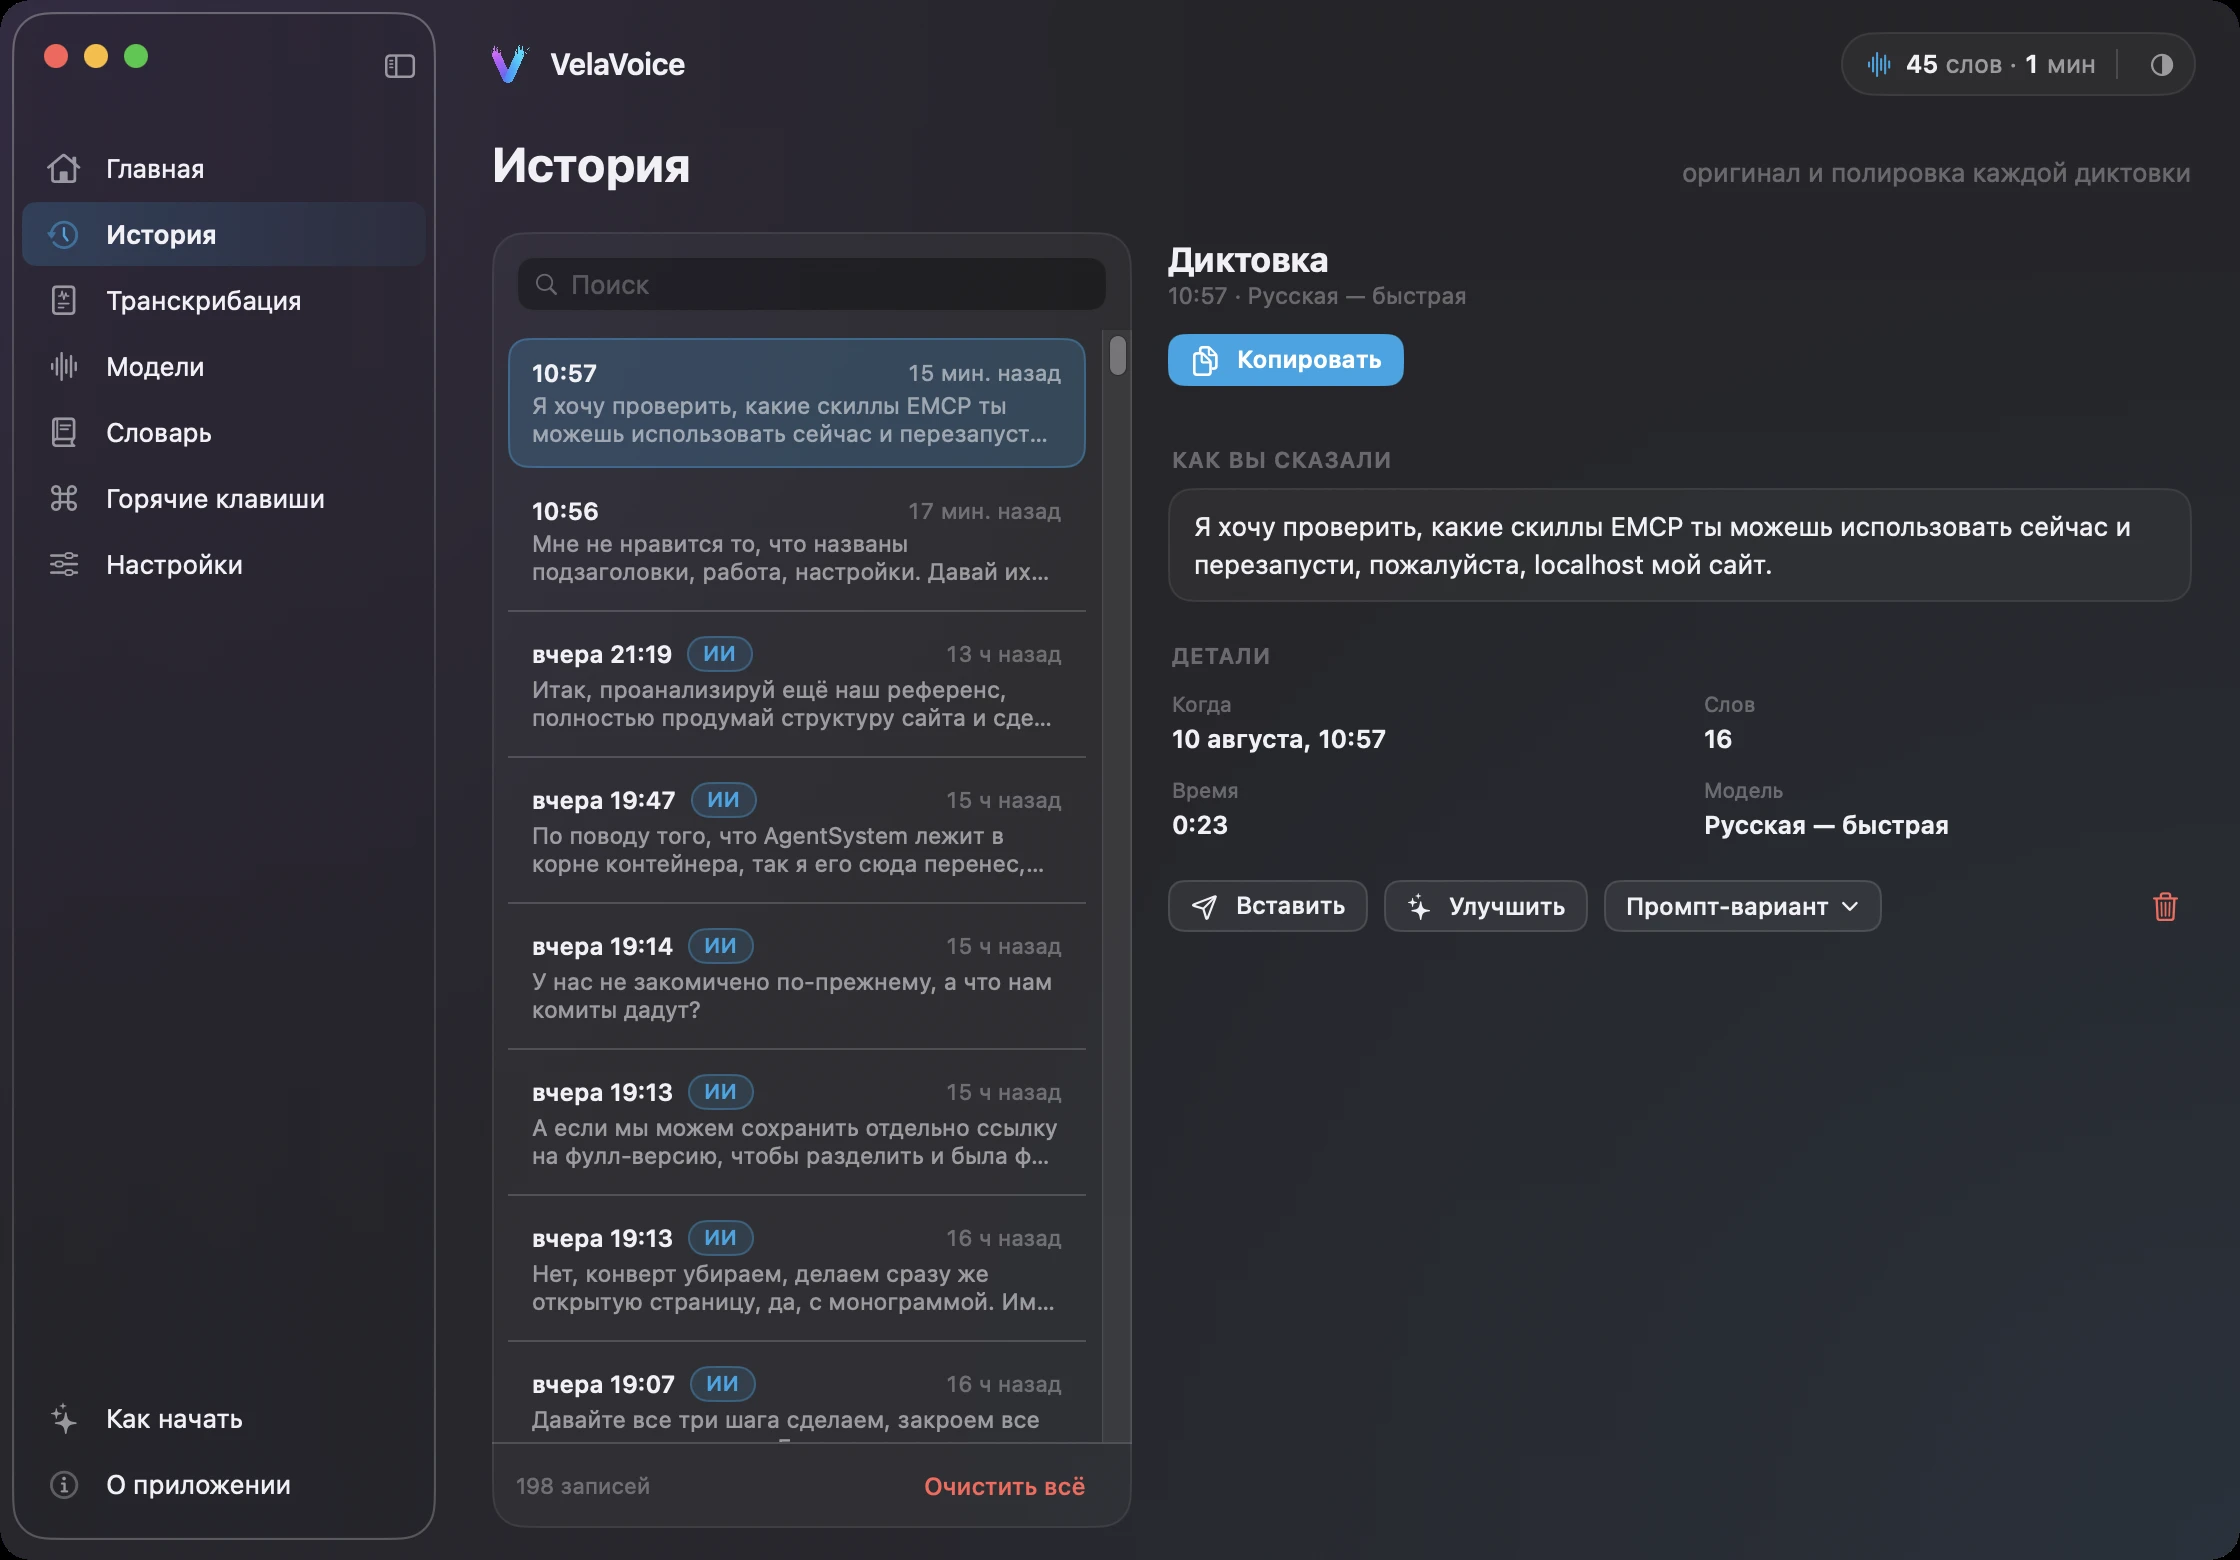 VelaVoice
45 слов · 1 мин
Главная
История
Транскрибация
Модели
Словарь
Горячие клавиши
Настройки
Как начать
О приложении
История
оригинал и полировка каждой диктовки
Поиск
10:57 15 мин. назад
Я хочу проверить, какие скиллы EMCP ты
можешь использовать сейчас и перезапуст...
10:56 17 мин. назад
Мне не нравится то, что названы
подзаголовки, работа, настройки. Давай их...
вчера 21:19 ИИ 13 ч назад
Итак, проанализируй ещё наш референс,
полностью продумай структуру сайта и сде...
вчера 19:47 ИИ 15 ч назад
По поводу того, что AgentSystem лежит в
корне контейнера, так я его сюда перенес,...
вчера 19:14 ИИ 15 ч назад
У нас не закомичено по-прежнему, а что нам
комиты дадут?
вчера 19:13 ИИ 15 ч назад
А если мы можем сохранить отдельно ссылку
на фулл-версию, чтобы разделить и была ф...
вчера 19:13 ИИ 16 ч назад
Нет, конверт убираем, делаем сразу же
открытую страницу, да, с монограммой. Им...
вчера 19:07 ИИ 16 ч назад
Давайте все три шага сделаем, закроем все
198 записей Очистить всё
Диктовка
10:57 · Русская — быстрая
Копировать
КАК ВЫ СКАЗАЛИ
Я хочу проверить, какие скиллы EMCP ты можешь использовать сейчас и
перезапусти, пожалуйста, localhost мой сайт.
ДЕТАЛИ
Когда Слов
10 августа, 10:57 16
Время Модель
0:23 Русская — быстрая
Вставить Улучшить Промпт-вариант